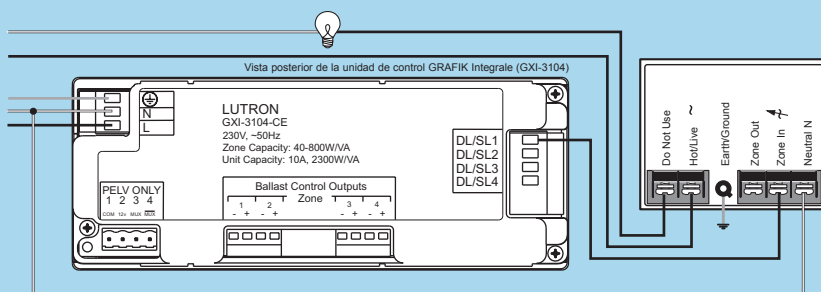 Vista posterior de la unidad de control GRAFIK Integrale (GXI-3104)
N
L
LUTRON
GXI-3104-CE
230V, ~50Hz
Zone Capacity: 40-800W/VA
Unit Capacity: 10A, 2300W/VA
DL/SL1
DL/SL2
DL/SL3
DL/SL4
PELV ONLY
1 2 3 4
COM 12v MUX MUX
Ballast Control Outputs
Zone
1 2 3 4
- + - + - + - +
Do Not Use
Hot/Live ~
Earth/Ground
Zone Out
Zone In
Neutral N